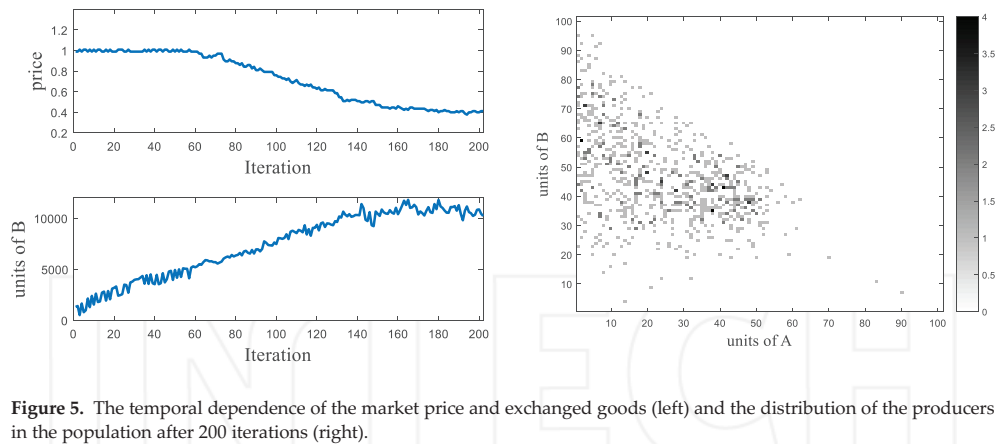 1.2
1
0.8
0.6
0.4
0.2
price
0 20 40 60 80 100 120 140 160 180 200
Iteration
10000
5000
0
units of B
0 20 40 60 80 100 120 140 160 180 200
Iteration
100
90
80
70
60
50
40
30
20
10
units of B
10 20 30 40 50 60 70 80 90 100
units of A
4
3.5
3
2.5
2
1.5
1
0.5
0
INTECH
Figure 5. The temporal dependence of the market price and exchanged goods (left) and the distribution of the producers
in the population after 200 iterations (right).